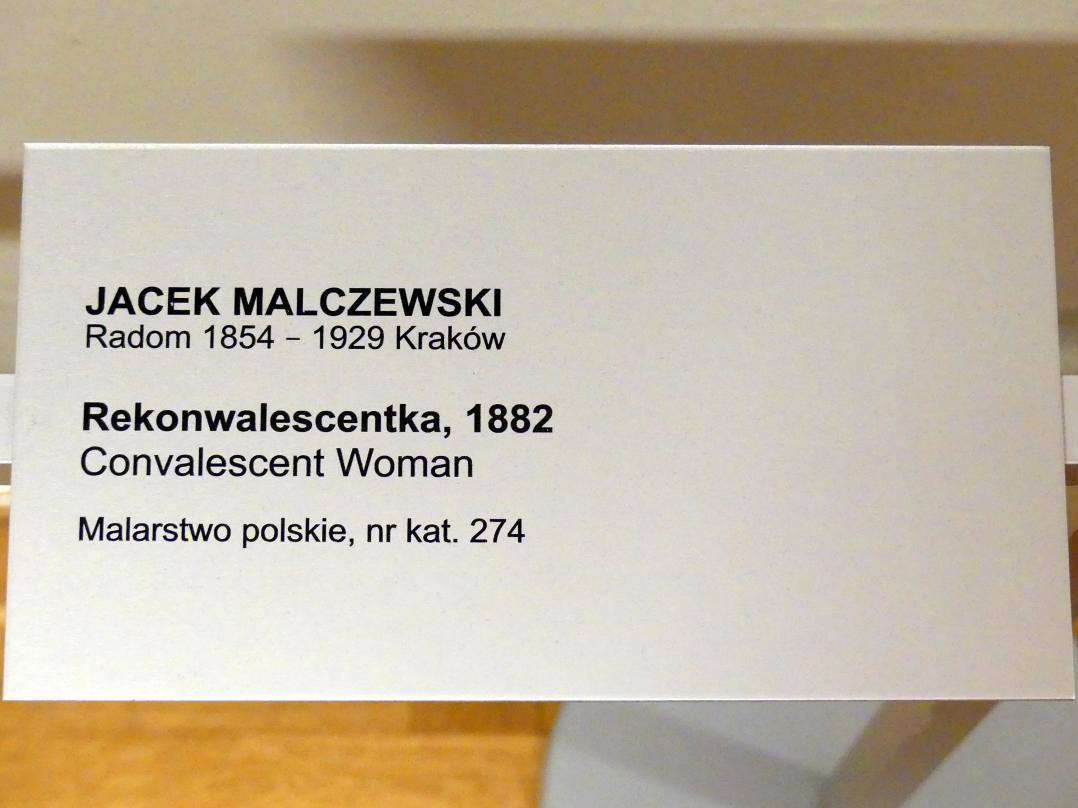 JACEK MALCZEWSKI
Radom 1854 – 1929 Kraków
Rekonwalescentka, 1882
Convalescent Woman
Malarstwo polskie, nr kat. 274